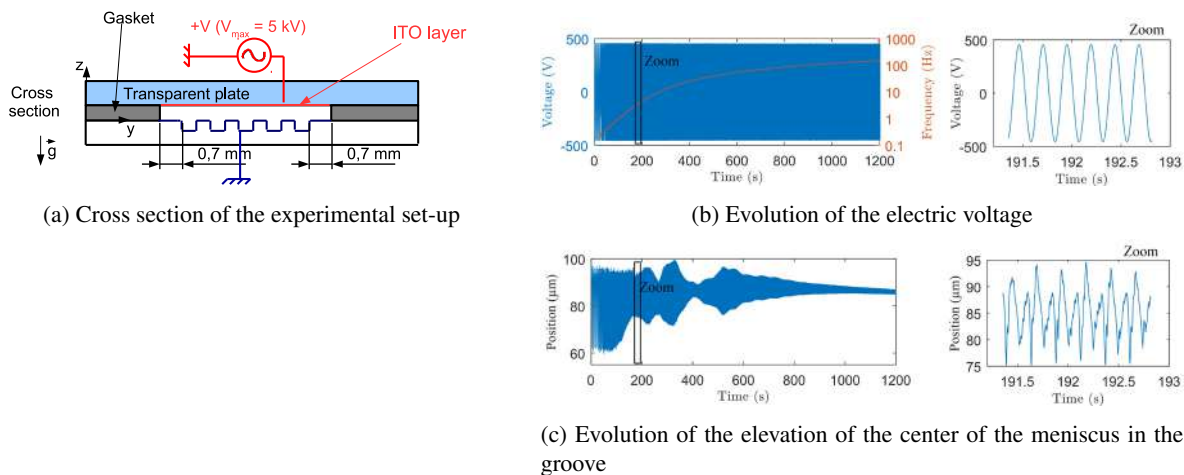 Gasket
+V (Vmax = 5 kV)
ITO layer
z
Cross
section
Transparent plate
y
g
0,7 mm
0,7 mm
(a) Cross section of the experimental set-up
500
0
-500
Voltage (V)
Zoom
1000
100
10
1
0.1
Frequency (Hz)
0 200 400 600 800 1000 1200
Time (s)
Zoom
500
0
-500
Voltage (V)
191.5 192 192.5 193
Time (s)
(b) Evolution of the electric voltage
100
80
60
Position (μm)
Zoom
0 200 400 600 800 1000 1200
Time (s)
Zoom
95
90
85
80
75
Position (μm)
191.5 192 192.5 193
Time (s)
(c) Evolution of the elevation of the center of the meniscus in the
groove